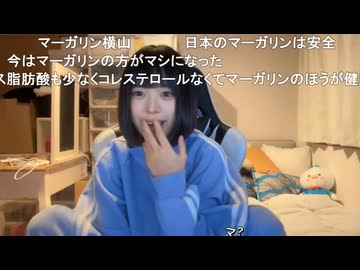 マーガリン横山
日本のマーガリンは安全
今はマーガリンの方がマシになった
ス脂肪酸も少なくコレステロールなくてマーガリンのほうが健
マ?